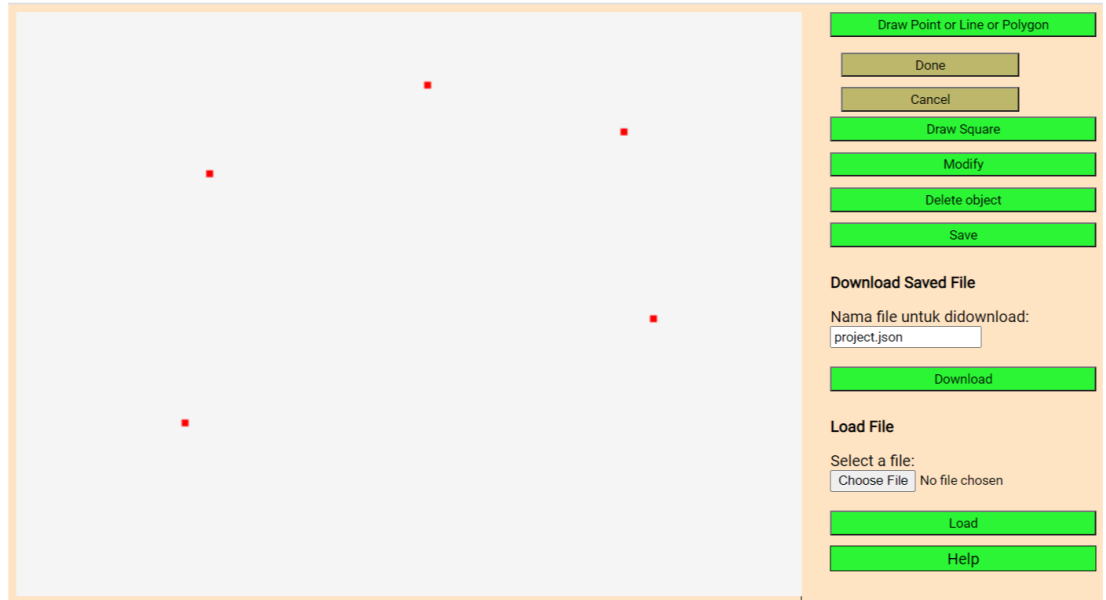 Draw Point or Line or Polygon
Done
Cancel
Draw Square
Modify
Delete object
Save
Download Saved File
Nama file untuk didownload:
project.json
Download
Load File
Select a file:
Choose File No file chosen
Load
Help